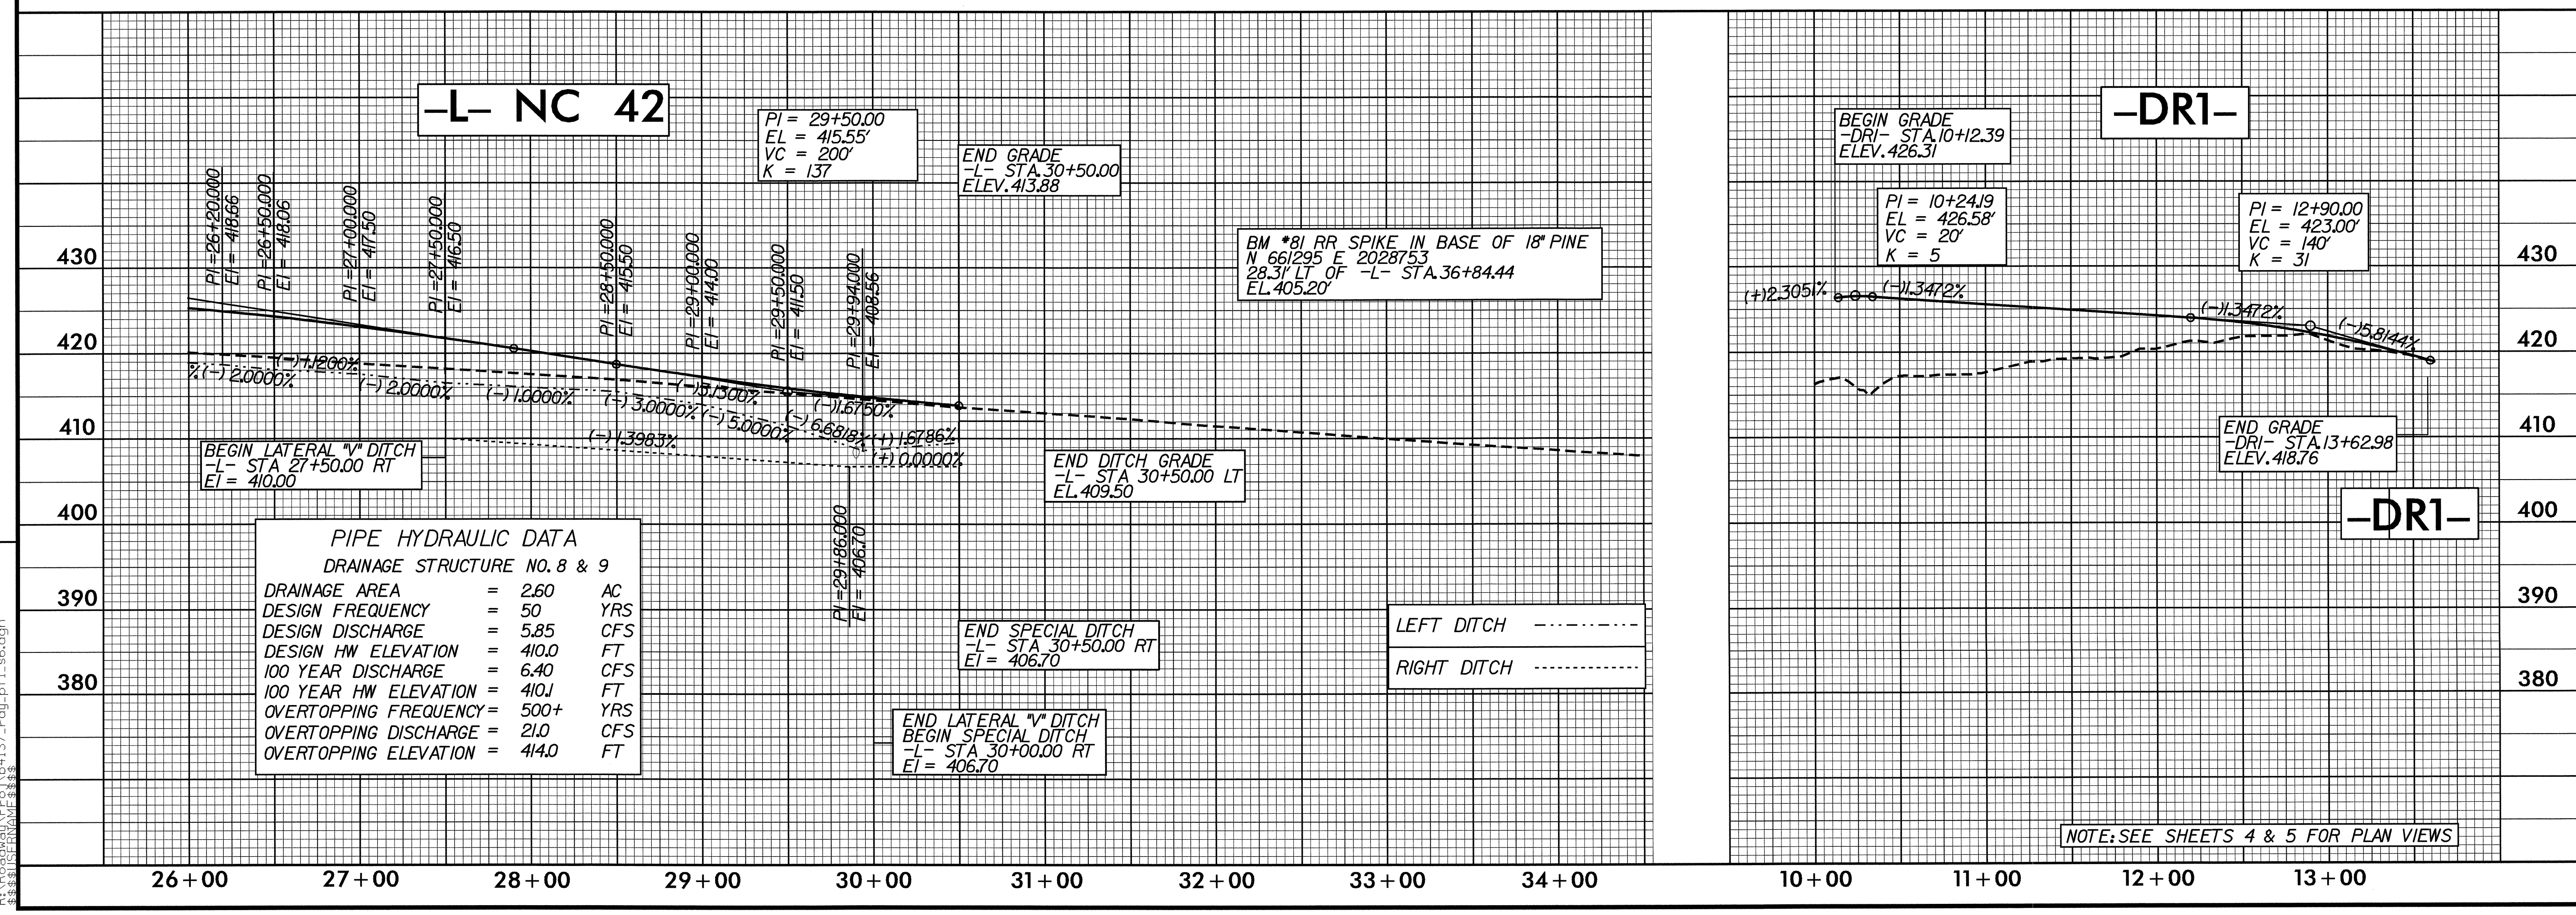 -L- NC 42
PI = 29+50.00
EL = 415.55'
VC = 200'
K = 137
END GRADE
-L- STA.30+50.00
ELEV.413.88
PI =26+20.000
El = 418.66
PI =26+50.000
El = 418.06
PI =27+00.000
El = 417.50
PI =27+50.000
El = 416.50
PI =28+50.000
El = 415.50
PI =29+00.000
El = 414.00
PI =29+50.000
El = 411.50
PI =29+94.000
El = 408.56
BM #81 RR SPIKE IN BASE OF 18" PINE
N 661295 E 2028753
28.31' LT OF -L- STA.36+84.44
EL.405.20'
430
420
410
400
390
380
(-)1.1200%
%
(-) 2.0000%
(-) 2.0000%
(-) 1.0000%
(-) 3.0000%
(-)3.1300%
(-) 5.0000%
(-)1.6750%
(-) 6.6818%
(+) 1.6786%
(-) 1.3983%
(+) 0.0000%
BEGIN LATERAL "V" DITCH
-L- STA 27+50.00 RT
El = 410.00
END DITCH GRADE
-L- STA 30+50.00 LT
EL.409.50
PI =29+86.000
El = 406.70
PIPE HYDRAULIC DATA
DRAINAGE STRUCTURE NO. 8 & 9
DRAINAGE AREA = 2.60 AC
DESIGN FREQUENCY = 50 YRS
DESIGN DISCHARGE = 5.85 CFS
DESIGN HW ELEVATION = 410.0 FT
100 YEAR DISCHARGE = 6.40 CFS
100 YEAR HW ELEVATION = 410.1 FT
OVERTOPPING FREQUENCY= 500+ YRS
OVERTOPPING DISCHARGE = 21.0 CFS
OVERTOPPING ELEVATION = 414.0 FT
END SPECIAL DITCH
-L- STA 30+50.00 RT
El = 406.70
END LATERAL "V" DITCH
BEGIN SPECIAL DITCH
-L- STA 30+00.00 RT
El = 406.70
LEFT DITCH
RIGHT DITCH
26+00 27+00 28+00 29+00 30+00 31+00 32+00 33+00 34+00
-DR1-
BEGIN GRADE
-DR1- STA.10+12.39
ELEV.426.31
PI = 10+24.19
EL = 426.58'
VC = 20'
K = 5
PI = 12+90.00
EL = 423.00'
VC = 140'
K = 31
(+)2.3051%
(-)1.3472%
(-)1.3472%
(-)5.8144%
END GRADE
-DR1- STA.13+62.98
ELEV.418.76
-DR1-
430
420
410
400
390
380
NOTE: SEE SHEETS 4 & 5 FOR PLAN VIEWS
10+00 11+00 12+00 13+00